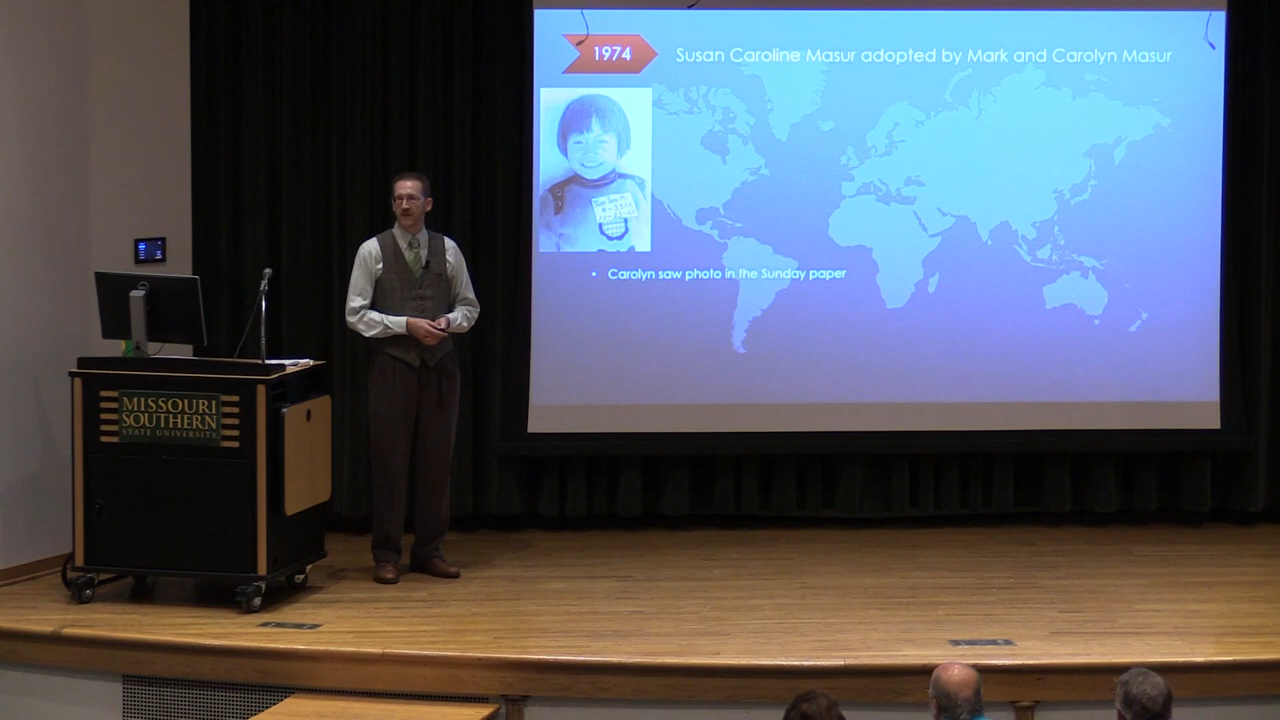 1974
Susan Caroline Masur adopted by Mark and Carolyn Masur
• Carolyn saw photo in the Sunday paper
MISSOURI
SOUTHERN
STATE UNIVERSITY